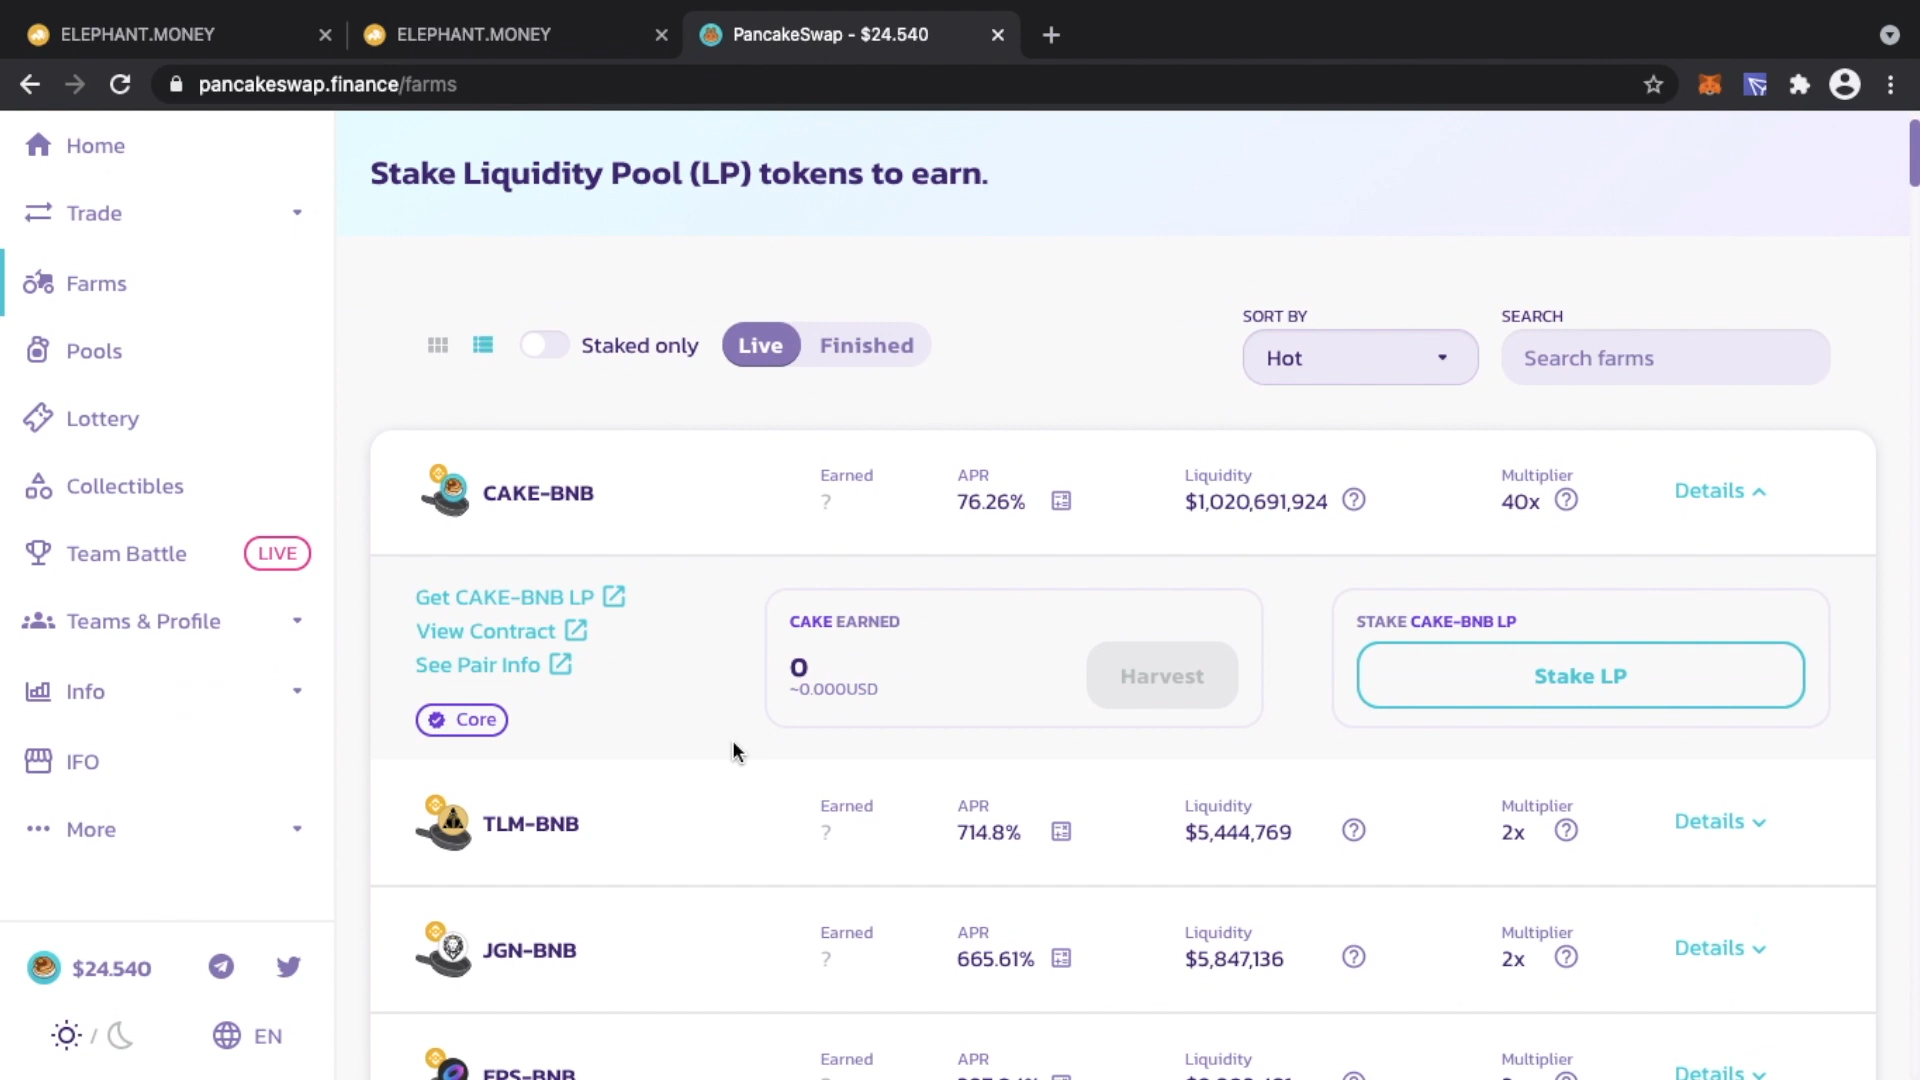 ELEPHANT.MONEY
ELEPHANT.MONEY
PancakeSwap - $24.540
pancakeswap.finance/farms
Home
Trade
Farms
Pools
Lottery
Collectibles
Team Battle LIVE
Teams & Profile
Info
IFO
More
$24.540
/
EN
Stake Liquidity Pool (LP) tokens to earn.
Staked only
Live Finished
SORT BY
Hot
SEARCH
Search farms
CAKE-BNB
Earned
?
APR
76.26%
Liquidity
$1,020,691,924
Multiplier
40x
Details
Get CAKE-BNB LP
View Contract
See Pair Info
Core
CAKE EARNED
0
~0.000USD
Harvest
STAKE CAKE-BNB LP
Stake LP
TLM-BNB
Earned
?
APR
714.8%
Liquidity
$5,444,769
Multiplier
2x
Details
JGN-BNB
Earned
?
APR
665.61%
Liquidity
$5,847,136
Multiplier
2x
Details
EPS-BNB
Earned
APR
Liquidity
Multiplier
Details